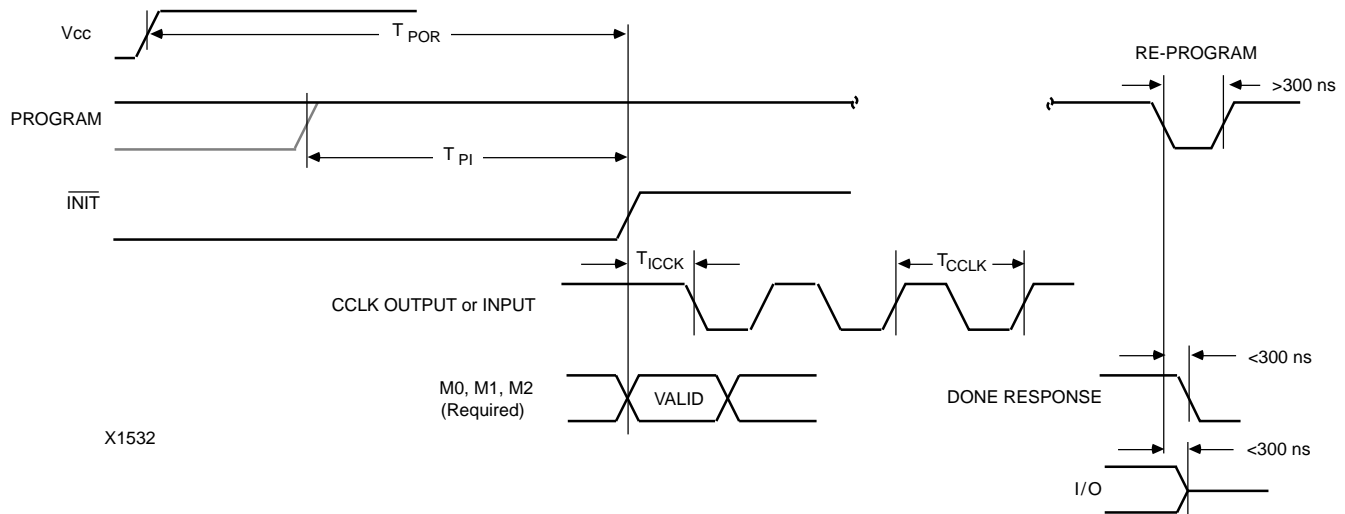 Vcc
T POR
RE-PROGRAM
>300 ns
PROGRAM
T PI
INIT
T ICCK
T CCLK
CCLK OUTPUT or INPUT
<300 ns
M0, M1, M2
(Required)
VALID
DONE RESPONSE
X1532
<300 ns
I/O